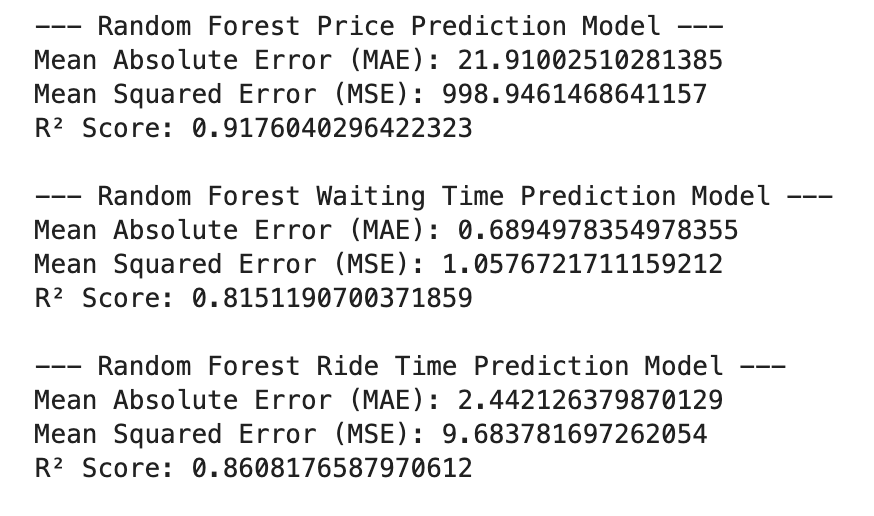 --- Random Forest Price Prediction Model ---
Mean Absolute Error (MAE): 21.91002510281385
Mean Squared Error (MSE): 998.9461468641157
R² Score: 0.9176040296422323
--- Random Forest Waiting Time Prediction Model ---
Mean Absolute Error (MAE): 0.6894978354978355
Mean Squared Error (MSE): 1.0576721711159212
R² Score: 0.8151190700371859
--- Random Forest Ride Time Prediction Model ---
Mean Absolute Error (MAE): 2.442126379870129
Mean Squared Error (MSE): 9.683781697262054
R² Score: 0.8608176587970612